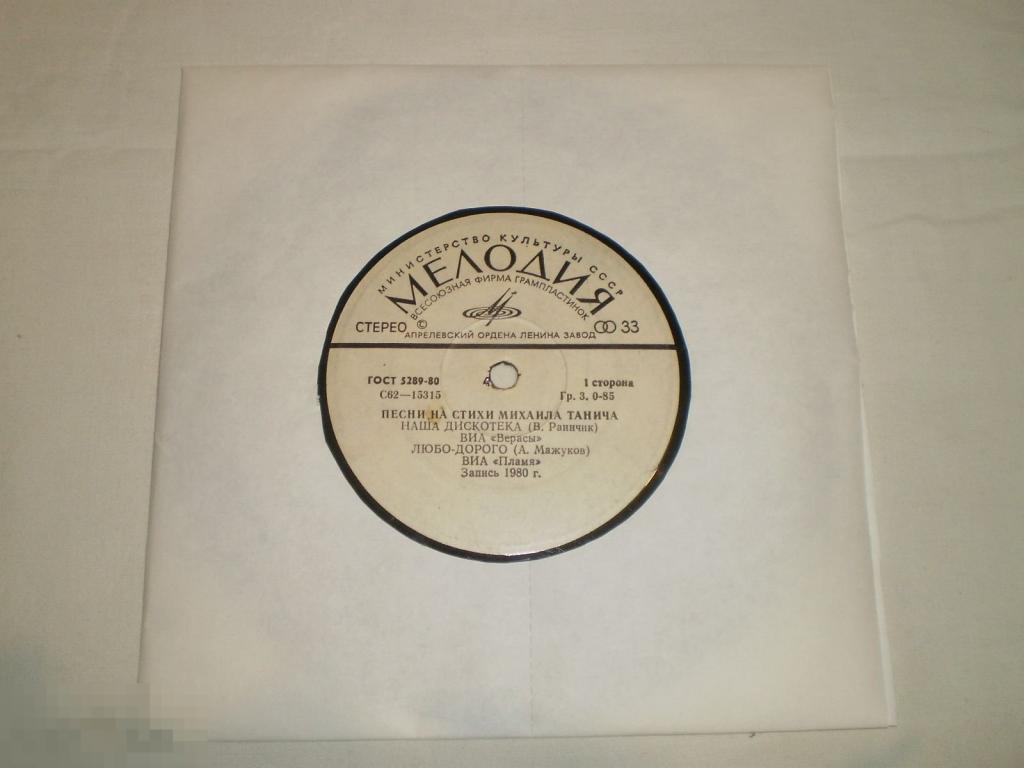 МИНИСТЕРСТВО КУЛЬТУРЫ СССР
МЕЛОДИЯ
ВСЕСОЮЗНАЯ ФИРМА ГРАМПЛАСТИНОК
СТЕРЕО © 33
АПРЕЛЕВСКИЙ ОРДЕНА ЛЕНИНА ЗАВОД
ГОСТ 5289-80 1 сторона
С62—15315 Гр. 3, 0-85
ПЕСНИ НА СТИХИ МИХАИЛА ТАНИЧА
НАША ДИСКОТЕКА (В. Раинчик)
ВИА «Верасы»
ЛЮБО-ДОРОГО (А. Мажуков)
ВИА «Пламя»
Запись 1980 г.